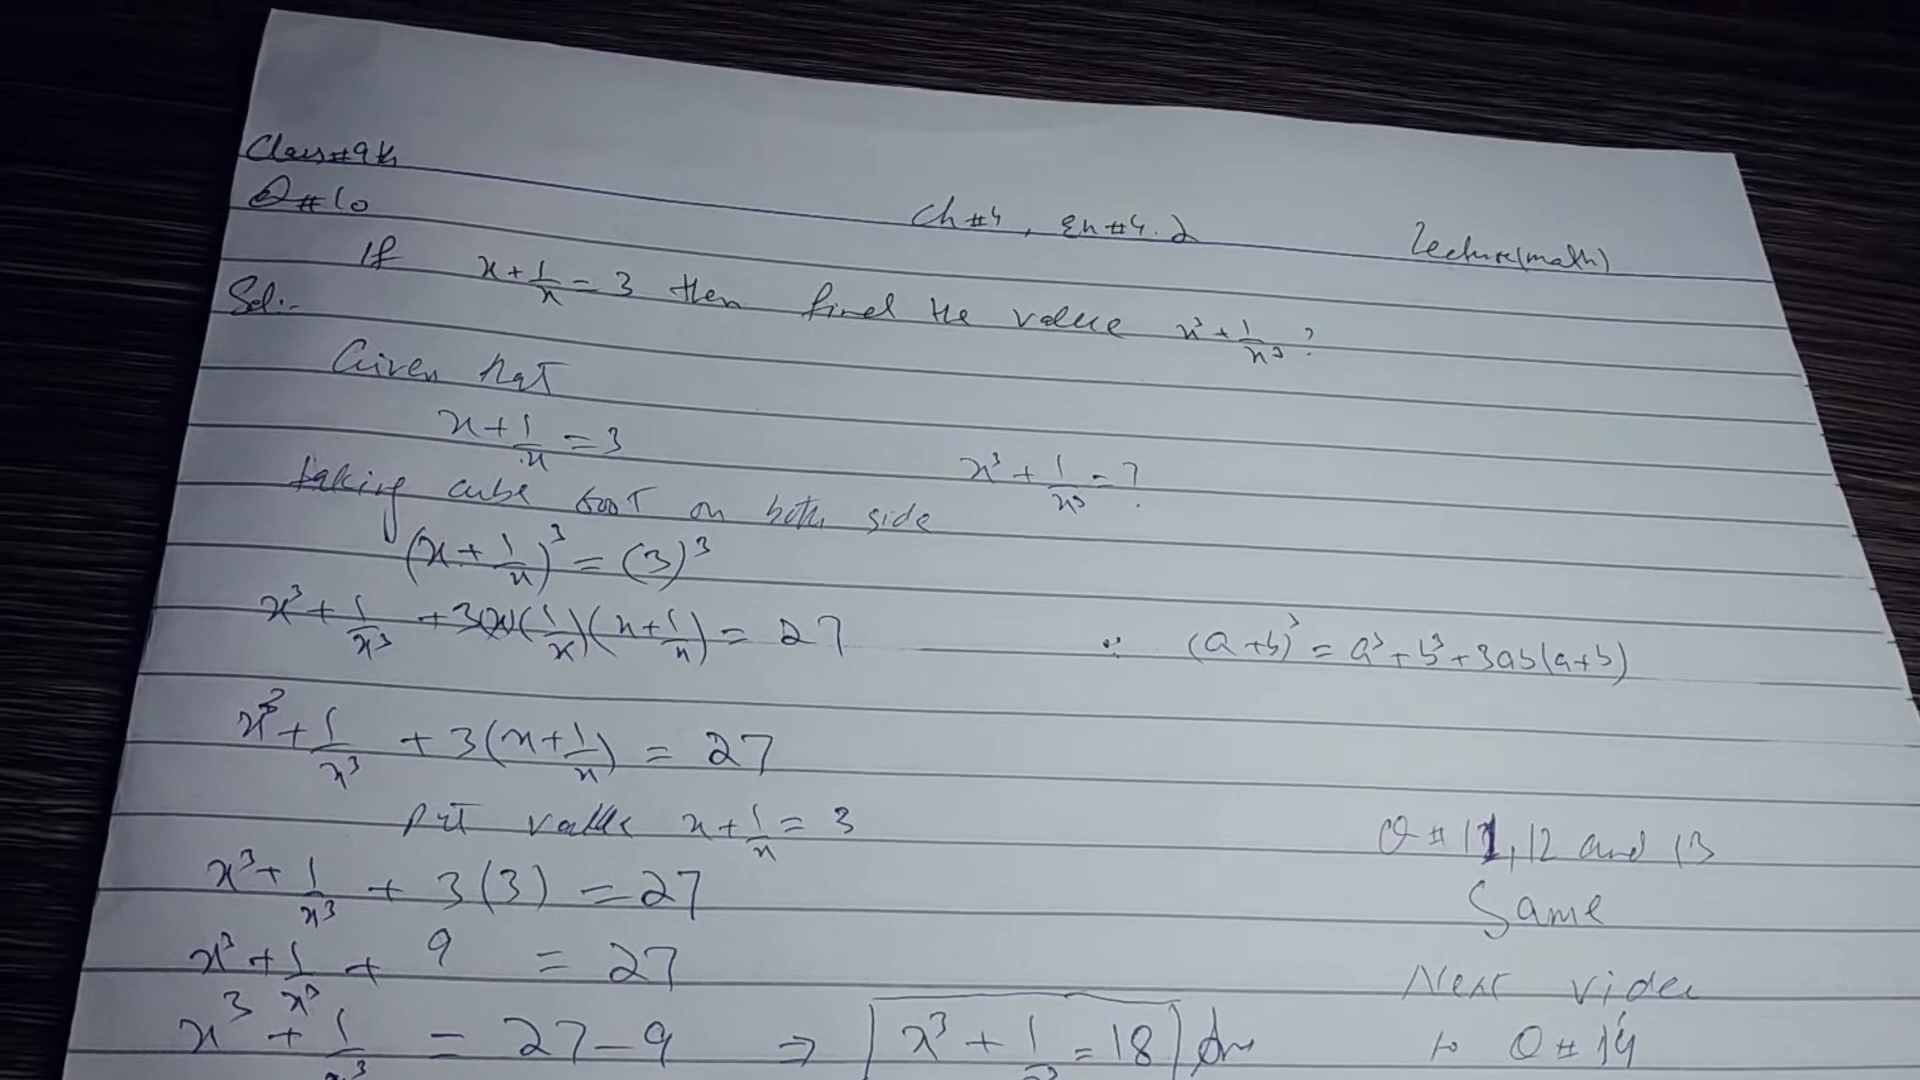 Class#9th
Q#10
Ch#4, Ex#4.2
Lecture(math)
If x+1/x=3 then find the value x³+1/x³?
Sol:-
Given that
x+1/x=3
x³+1/x³=?
taking cube root on both side
(x+1/x)³=(3)³
x³+1/x³+3(x)(1/x)(x+1/x)=27
∵ (a+b)³=a³+b³+3ab(a+b)
x³+1/x³+3(x+1/x)=27
put value x+1/x=3
x³+1/x³+3(3)=27
x³+1/x³+9=27
x³+1/x³=27-9 ⇒ x³+1/x³=18 Ans
Q#11,12 and 13
Same
Next video
to Q#14